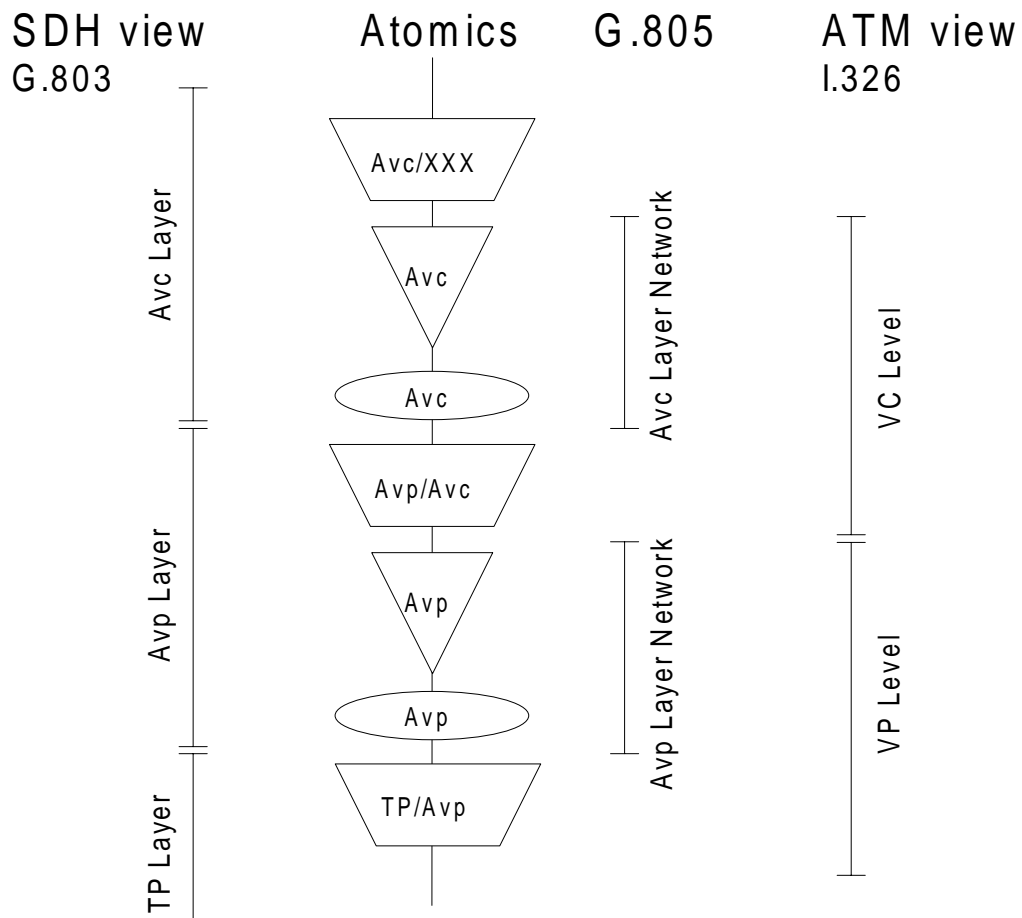 SDH view
G.803
Atomics
G.805
ATM view
I.326
Avc Layer
Avp Layer
TP Layer
Avc/XXX
Avc
Avc
Avp/Avc
Avp
Avp
TP/Avp
Avc Layer Network
Avp Layer Network
VC Level
VP Level